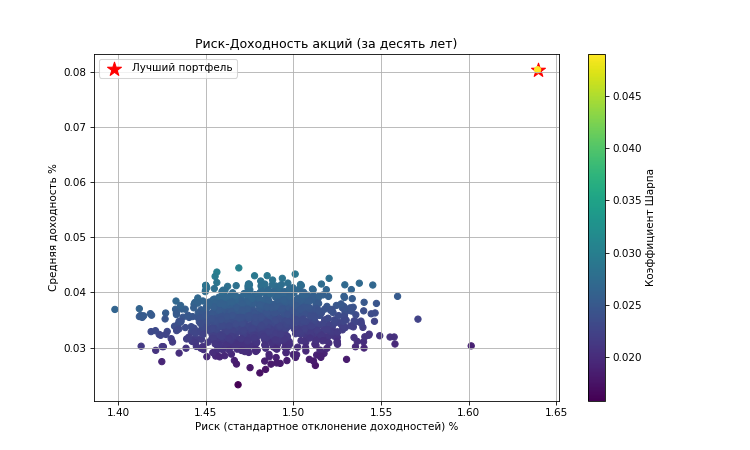 Риск-Доходность акций (за десять лет)
Лучший портфель
0.08
0.07
0.06
0.05
0.04
0.03
Средняя доходность %
1.40 1.45 1.50 1.55 1.60 1.65
Риск (стандартное отклонение доходностей) %
0.045
0.040
0.035
0.030
0.025
0.020
Коэффициент Шарпа